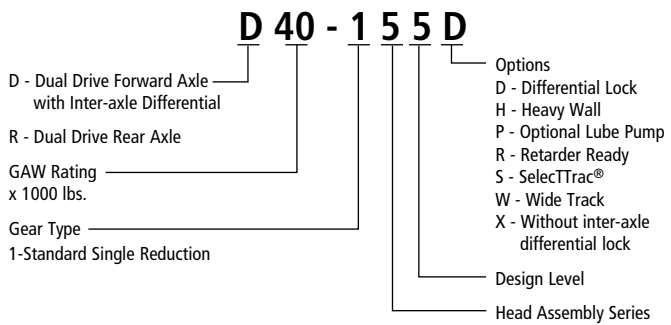 D 40 - 1 5 5 D
D - Dual Drive Forward Axle
with Inter-axle Differential
R - Dual Drive Rear Axle
GAW Rating
x 1000 lbs.
Gear Type
1-Standard Single Reduction
Options
D - Differential Lock
H - Heavy Wall
P - Optional Lube Pump
R - Retarder Ready
S - SelecTTrac®
W - Wide Track
X - Without inter-axle
differential lock
Design Level
Head Assembly Series